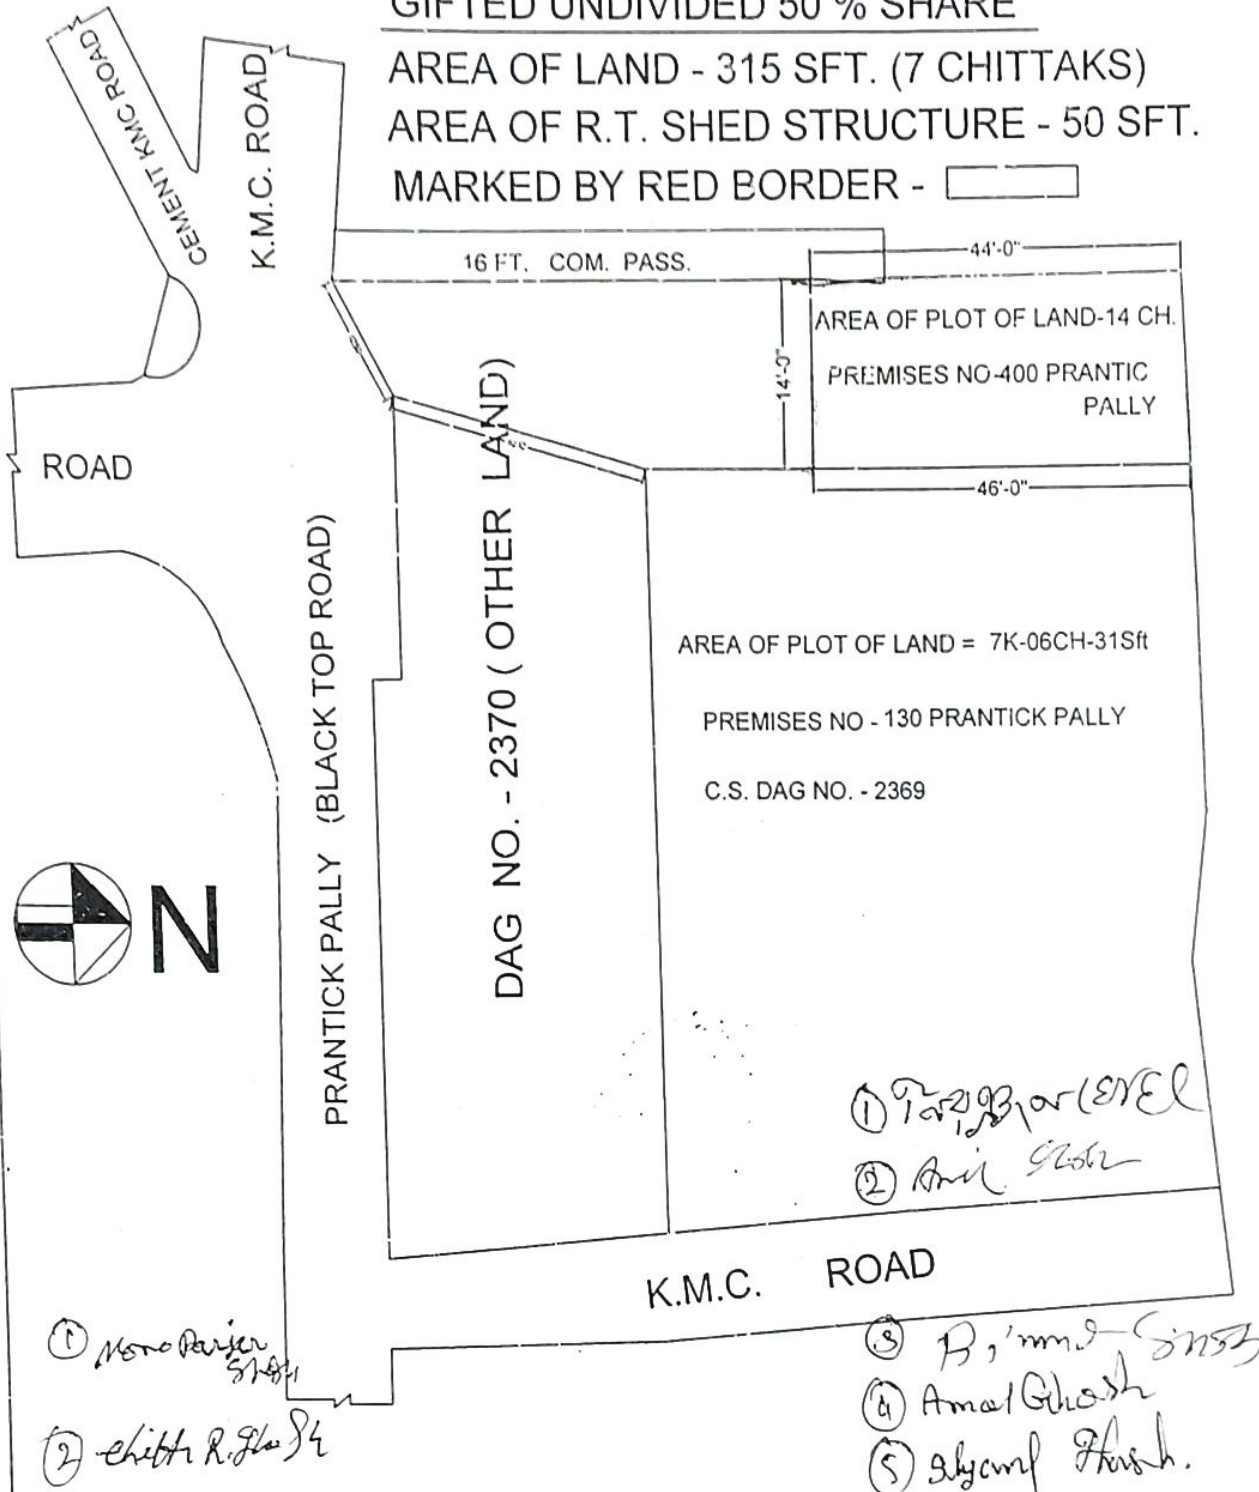 GIFTED UNDIVIDED 50 % SHARE
AREA OF LAND - 315 SFT. (7 CHITTAKS)
AREA OF R.T. SHED STRUCTURE - 50 SFT.
MARKED BY RED BORDER -
CEMENT KMC ROAD
K.M.C. ROAD
16 FT. COM. PASS.
44'-0"
14'-0"
AREA OF PLOT OF LAND-14 CH.
PREMISES NO-400 PRANTIC
PALLY
46'-0"
ROAD
PRANTICK PALLY (BLACK TOP ROAD)
DAG NO. - 2370 ( OTHER LAND)
AREA OF PLOT OF LAND = 7K-06CH-31Sft
PREMISES NO - 130 PRANTICK PALLY
C.S. DAG NO. - 2369
N
①
②
K.M.C. ROAD
①
② Chitta R.
③
④ Amal Ghosh
⑤ Ghosh.